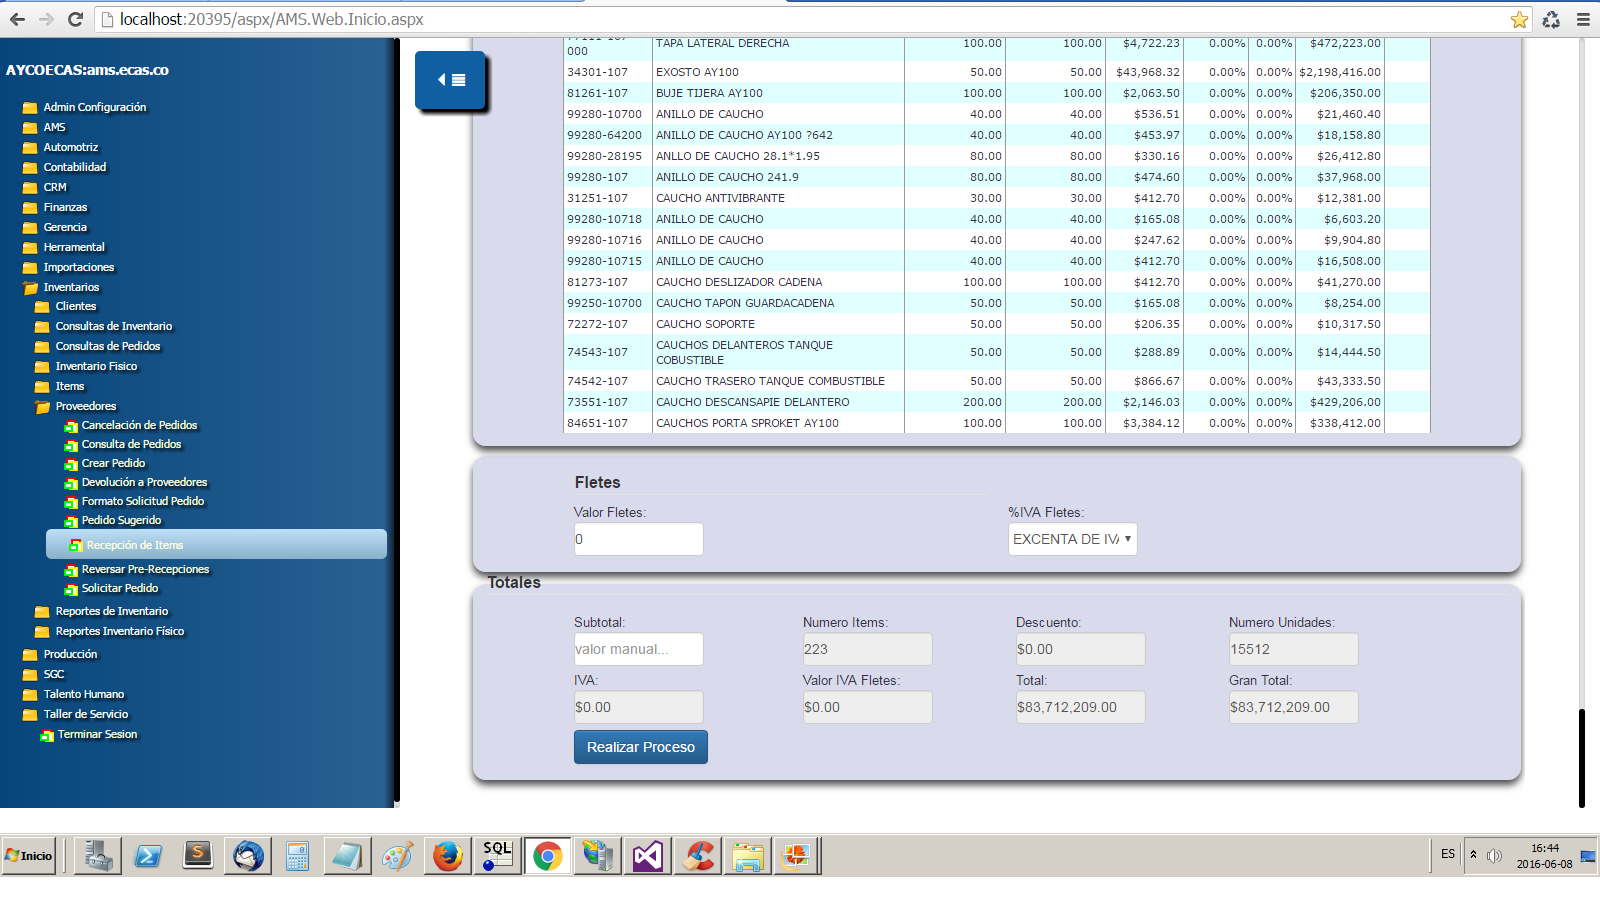 localhost:20395/aspx/AMS.Web.Inicio.aspx
AYCOECAS:ams.ecas.co
Admin Configuración
AMS
Automotriz
Contabilidad
CRM
Finanzas
Gerencia
Herramental
Importaciones
Inventarios
Clientes
Consultas de Inventario
Consultas de Pedidos
Inventario Fisico
Items
Proveedores
Cancelación de Pedidos
Consulta de Pedidos
Crear Pedido
Devolución a Proveedores
Formato Solicitud Pedido
Pedido Sugerido
Recepción de Items
Reversar Pre-Recepciones
Solicitar Pedido
Reportes de Inventario
Reportes Inventario Físico
Producción
SGC
Talento Humano
Taller de Servicio
Terminar Sesion
000 TAPA LATERAL DERECHA 100.00 100.00 $4,722.23 0.00% 0.00% $472,223.00
34301-107 EXOSTO AY100 50.00 50.00 $43,968.32 0.00% 0.00% $2,198,416.00
81261-107 BUJE TIJERA AY100 100.00 100.00 $2,063.50 0.00% 0.00% $206,350.00
99280-10700 ANILLO DE CAUCHO 40.00 40.00 $536.51 0.00% 0.00% $21,460.40
99280-64200 ANILLO DE CAUCHO AY100 ?642 40.00 40.00 $453.97 0.00% 0.00% $18,158.80
99280-28195 ANLLO DE CAUCHO 28.1*1.95 80.00 80.00 $330.16 0.00% 0.00% $26,412.80
99280-107 ANILLO DE CAUCHO 241.9 80.00 80.00 $474.60 0.00% 0.00% $37,968.00
31251-107 CAUCHO ANTIVIBRANTE 30.00 30.00 $412.70 0.00% 0.00% $12,381.00
99280-10718 ANILLO DE CAUCHO 40.00 40.00 $165.08 0.00% 0.00% $6,603.20
99280-10716 ANILLO DE CAUCHO 40.00 40.00 $247.62 0.00% 0.00% $9,904.80
99280-10715 ANILLO DE CAUCHO 40.00 40.00 $412.70 0.00% 0.00% $16,508.00
81273-107 CAUCHO DESLIZADOR CADENA 100.00 100.00 $412.70 0.00% 0.00% $41,270.00
99250-10700 CAUCHO TAPON GUARDACADENA 50.00 50.00 $165.08 0.00% 0.00% $8,254.00
72272-107 CAUCHO SOPORTE 50.00 50.00 $206.35 0.00% 0.00% $10,317.50
74543-107 CAUCHOS DELANTEROS TANQUE
COBUSTIBLE 50.00 50.00 $288.89 0.00% 0.00% $14,444.50
74542-107 CAUCHO TRASERO TANQUE COMBUSTIBLE 50.00 50.00 $866.67 0.00% 0.00% $43,333.50
73551-107 CAUCHO DESCANSAPIE DELANTERO 200.00 200.00 $2,146.03 0.00% 0.00% $429,206.00
84651-107 CAUCHOS PORTA SPROKET AY100 100.00 100.00 $3,384.12 0.00% 0.00% $338,412.00
Fletes
Valor Fletes: %IVA Fletes:
0 EXCENTA DE IV
Totales
Subtotal: Numero Items: Descuento: Numero Unidades:
valor manual... 223 $0.00 15512
IVA: Valor IVA Fletes: Total: Gran Total:
$0.00 $0.00 $83,712,209.00 $83,712,209.00
Realizar Proceso
Inicio
SQL
ES
16:44
2016-06-08